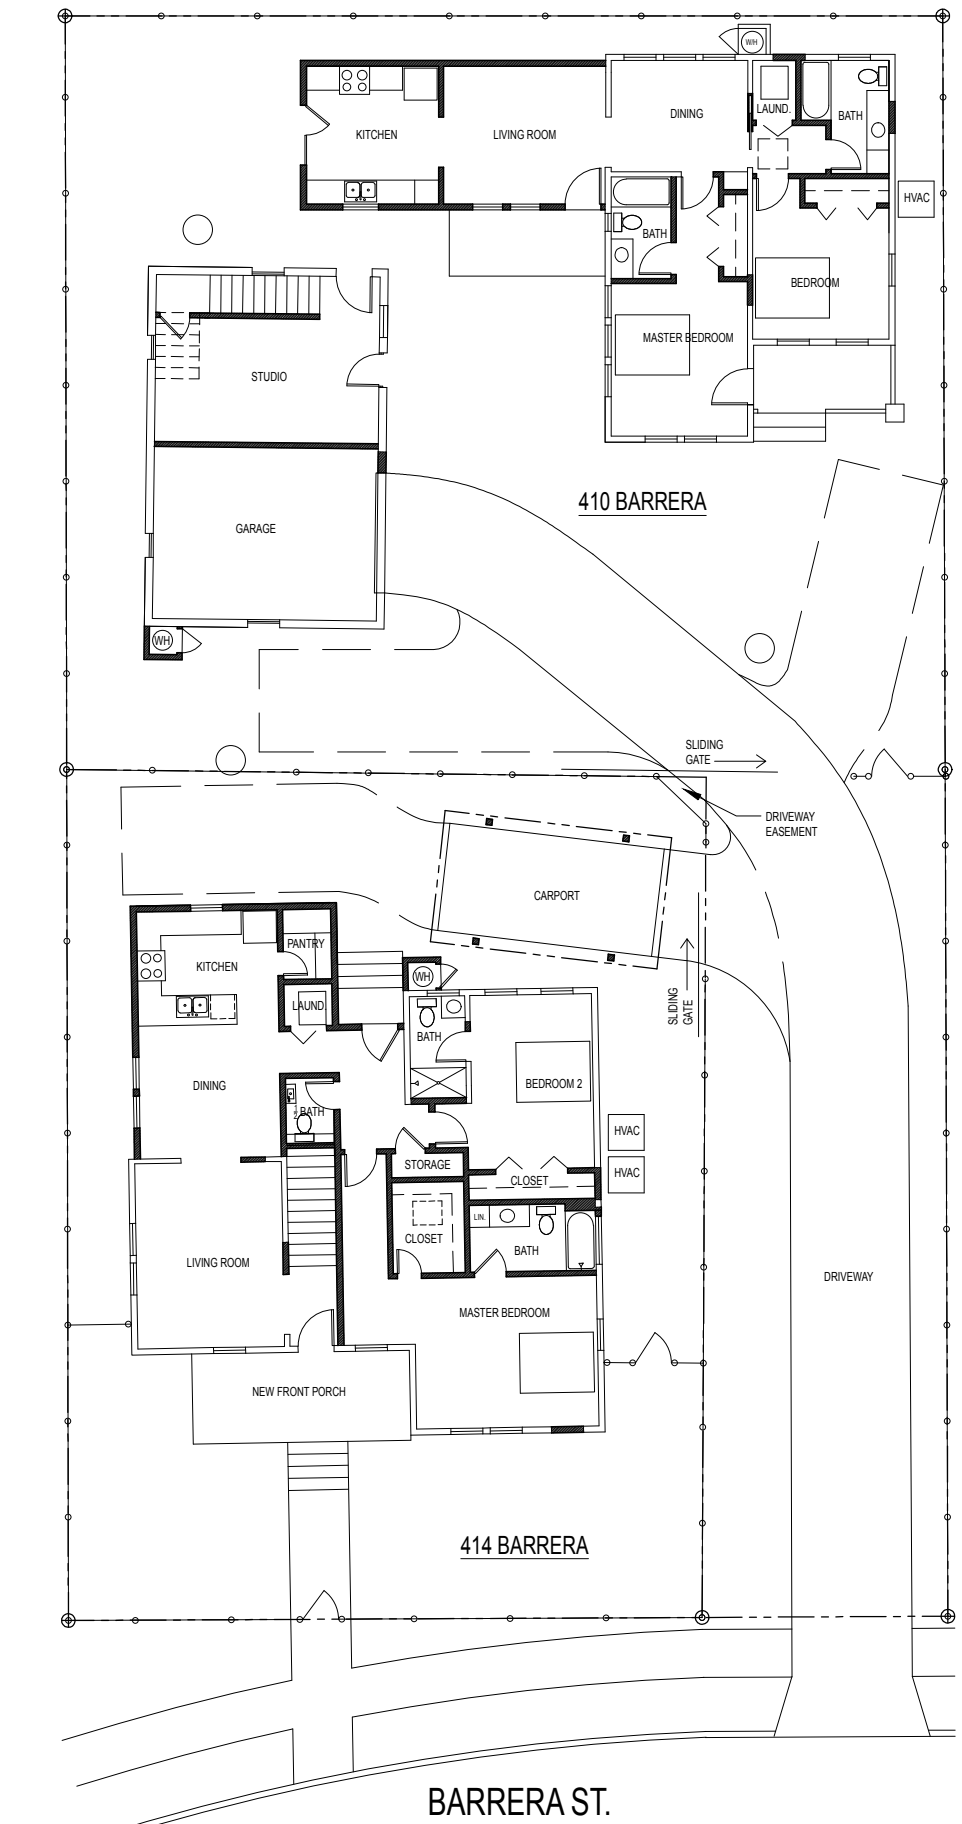 W/H
KITCHEN
LIVING ROOM
DINING
LAUND.
BATH
HVAC
BATH
BEDROOM
MASTER BEDROOM
STUDIO
410 BARRERA
GARAGE
WH
SLIDING
GATE
DRIVEWAY
EASEMENT
CARPORT
PANTRY
KITCHEN
WH
LAUND.
SLIDING
GATE
BATH
DINING
BEDROOM 2
BATH
HVAC
STORAGE
HVAC
CLOSET
LIN.
CLOSET
BATH
LIVING ROOM
DRIVEWAY
MASTER BEDROOM
NEW FRONT PORCH
414 BARRERA
BARRERA ST.